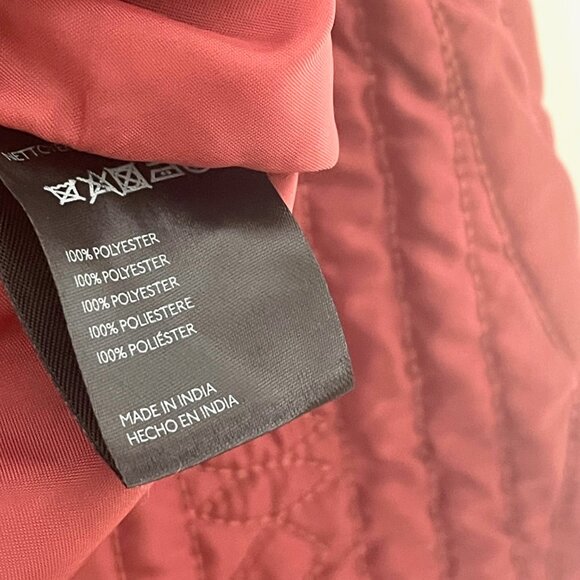 100% POLYESTER
100% POLYESTER
100% POLYESTER
100% POLIESTERE
100% POLIÉSTER
MADE IN INDIA
HECHO EN INDIA